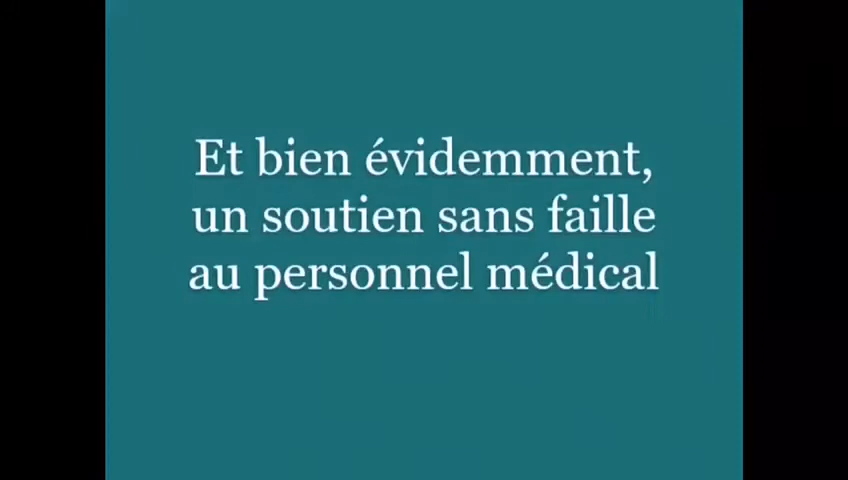 Et bien évidemment,
un soutien sans faille
au personnel médical